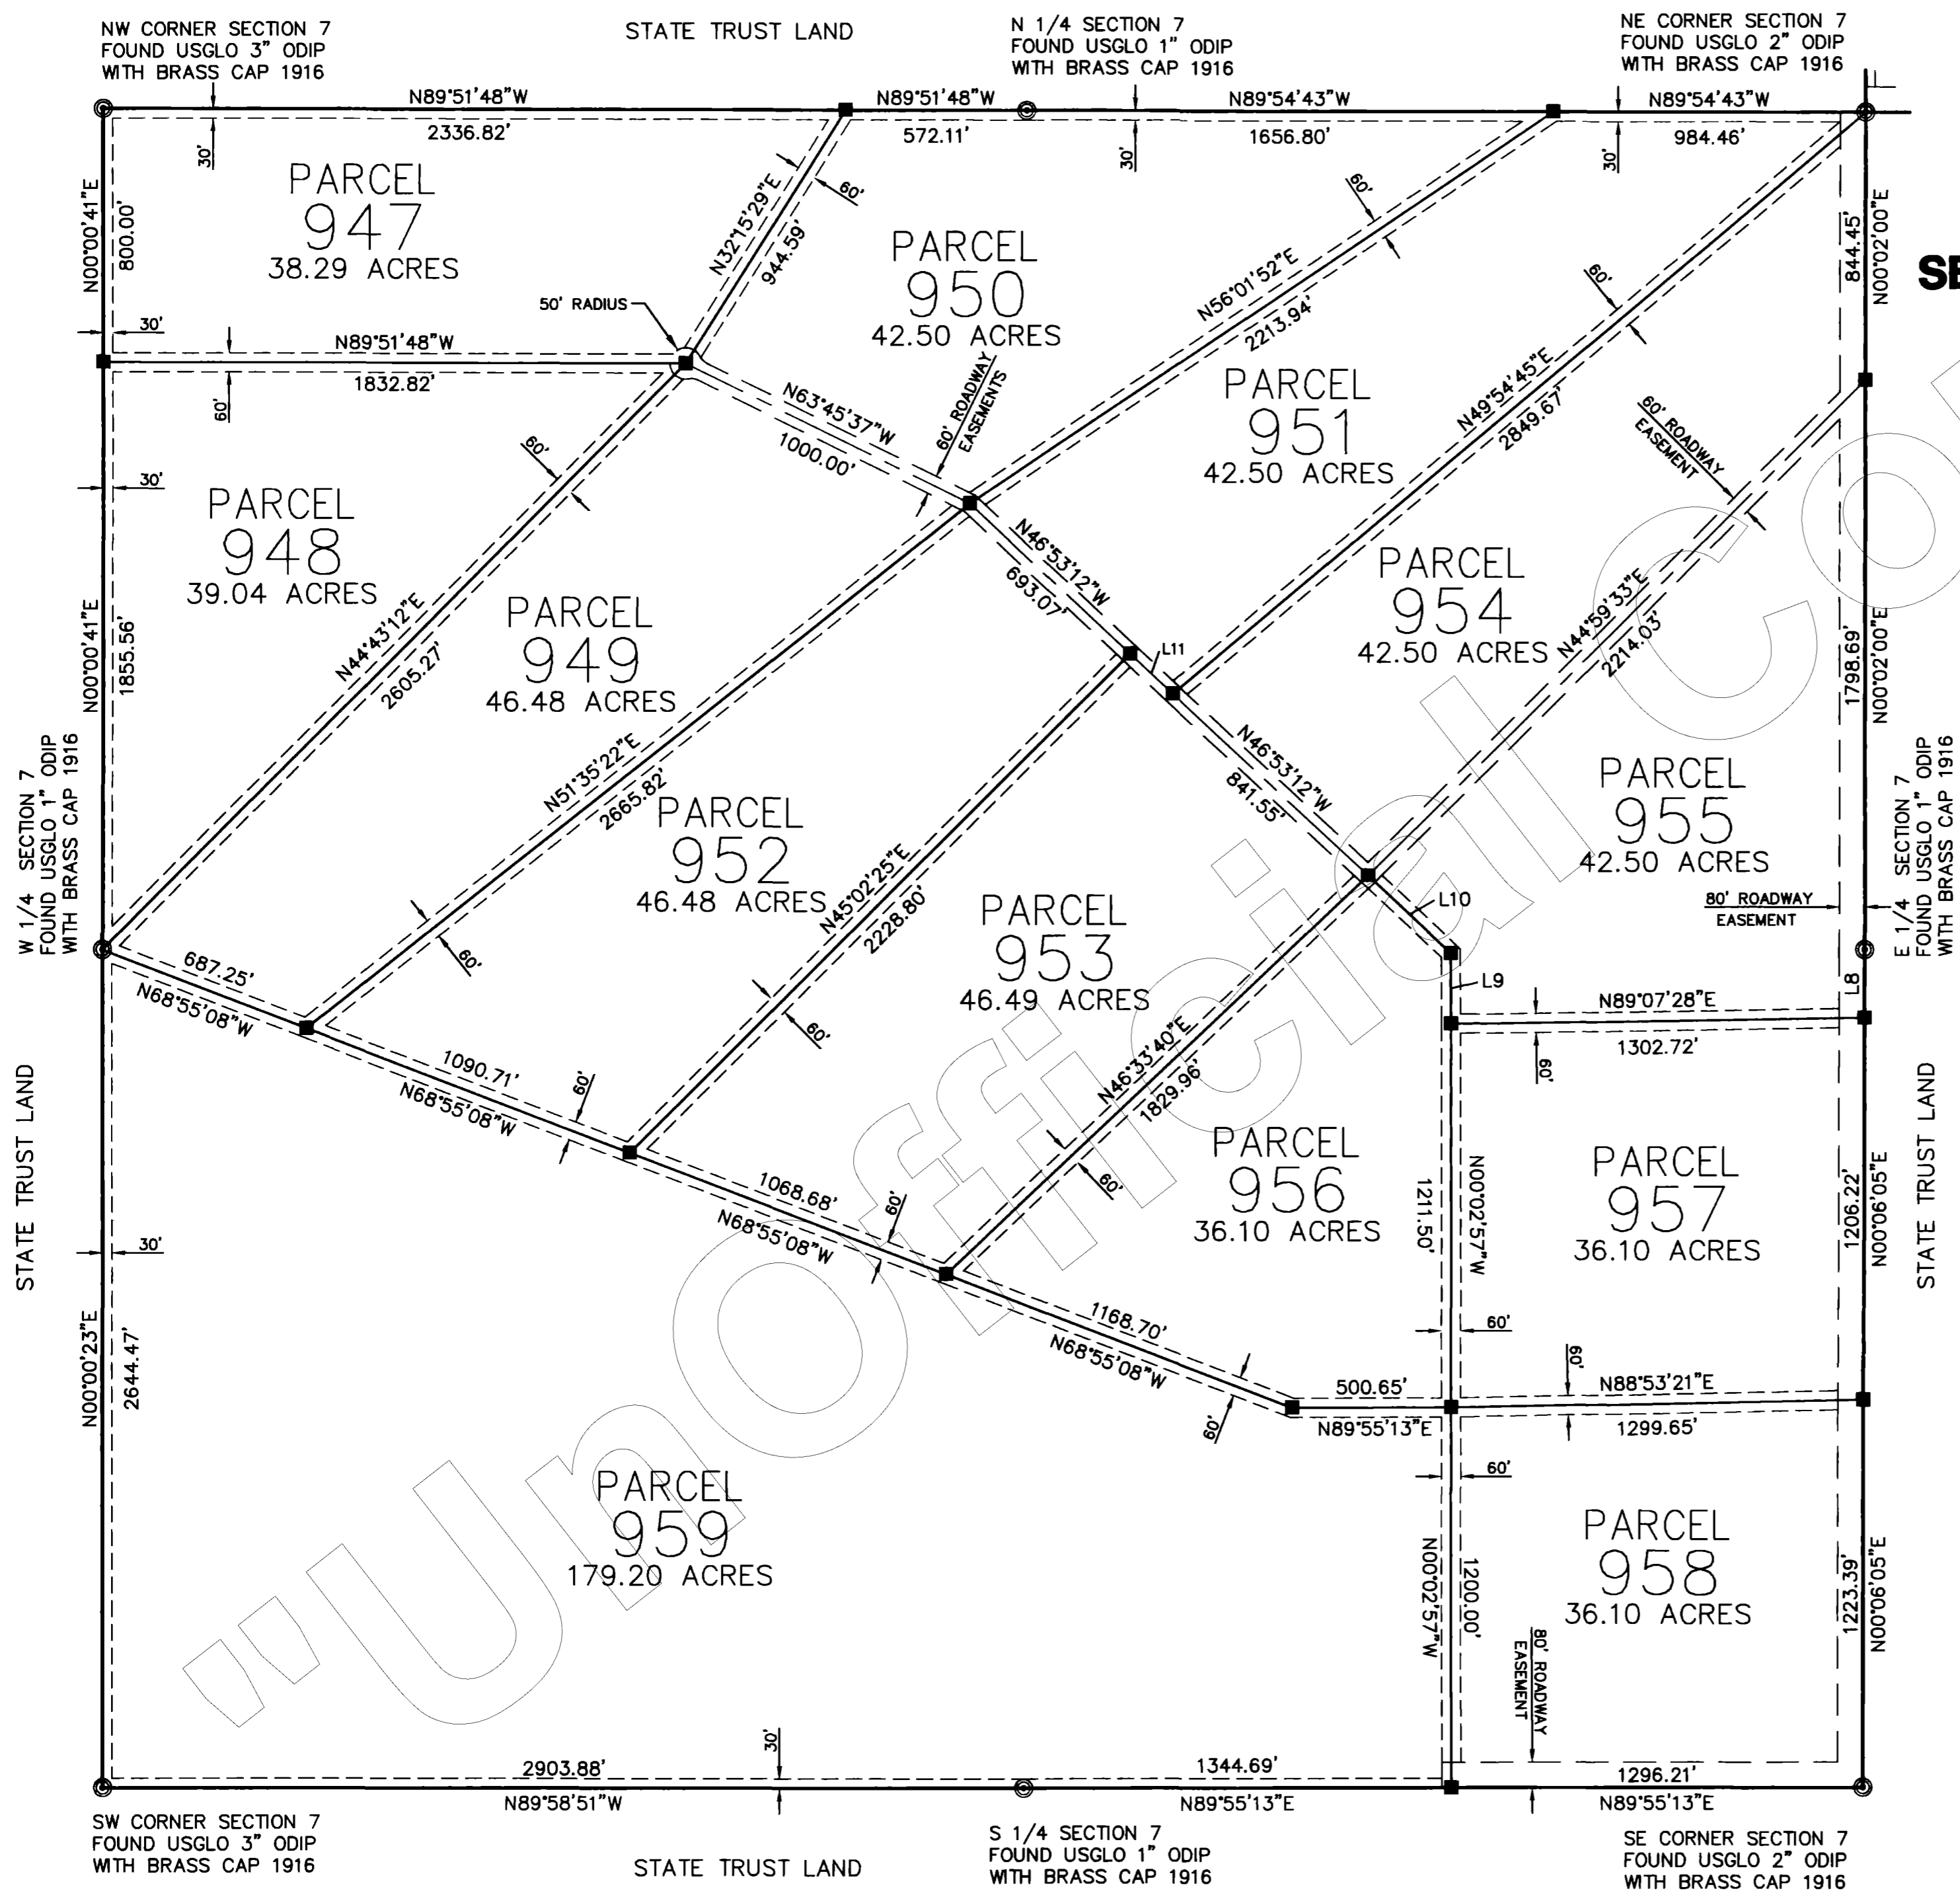 NW CORNER SECTION 7
FOUND USGLO 3" ODIP
WITH BRASS CAP 1916
STATE TRUST LAND
N 1/4 SECTION 7
FOUND USGLO 1" ODIP
WITH BRASS CAP 1916
NE CORNER SECTION 7
FOUND USGLO 2" ODIP
WITH BRASS CAP 1916
N89°51'48"W
2336.82'
N89°51'48"W
572.11'
N89°54'43"W
1656.80'
N89°54'43"W
984.46'
30'
30'
30'
N00°00'41"E
800.00'
PARCEL
947
38.29 ACRES
N32°15'29"E
944.59'
60'
50' RADIUS
30'
N89°51'48"W
1832.82'
60'
PARCEL
950
42.50 ACRES
60'
N56°01'52"E
2213.94'
60'
844.45'
N00°02'00"E
SE
N63°45'37"W
1000.00'
60' ROADWAY
EASEMENTS
PARCEL
951
42.50 ACRES
N49°54'45"E
2849.67'
60' ROADWAY
EASEMENT
30'
PARCEL
948
39.04 ACRES
60'
N00°00'41"E
1855.56'
N44°43'12"E
2605.27'
PARCEL
949
46.48 ACRES
N46°53'12"W
693.07'
L11
PARCEL
954
42.50 ACRES
N44°59'33"E
2214.03'
1798.69'
N00°02'00"E
W 1/4 SECTION 7
FOUND USGLO 1" ODIP
WITH BRASS CAP 1916
N51°35'22"E
2665.82'
PARCEL
952
46.48 ACRES
60'
N46°53'12"W
841.55'
PARCEL
955
42.50 ACRES
80' ROADWAY
EASEMENT
E 1/4 SECTION 7
FOUND USGLO 1" ODIP
WITH BRASS CAP 1916
N45°02'25"E
2228.80'
60'
PARCEL
953
46.49 ACRES
L10
L9
L8
687.25'
N68°55'08"W
N89°07'28"E
1302.72'
60'
1090.71'
N68°55'08"W
60'
N46°33'40"E
1829.96'
60'
STATE TRUST LAND
STATE TRUST LAND
PARCEL
956
36.10 ACRES
1211.50'
N00°02'57"W
PARCEL
957
36.10 ACRES
1206.22'
N00°06'05"E
1068.68'
N68°55'08"W
60'
30'
N00°00'23"E
2644.47'
1168.70'
N68°55'08"W
60'
60'
60'
500.65'
N89°55'13"E
N88°53'21"E
1299.65'
60'
PARCEL
959
179.20 ACRES
N00°02'57"W
1200.00'
PARCEL
958
36.10 ACRES
1223.39'
N00°06'05"E
80' ROADWAY
EASEMENT
30'
2903.88'
N89°58'51"W
1344.69'
N89°55'13"E
1296.21'
N89°55'13"E
SW CORNER SECTION 7
FOUND USGLO 3" ODIP
WITH BRASS CAP 1916
STATE TRUST LAND
S 1/4 SECTION 7
FOUND USGLO 1" ODIP
WITH BRASS CAP 1916
SE CORNER SECTION 7
FOUND USGLO 2" ODIP
WITH BRASS CAP 1916
"Unofficial Co